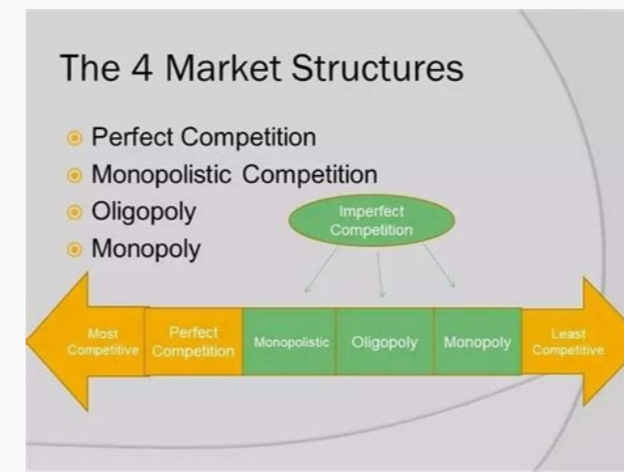 The 4 Market Structures
Perfect Competition
Monopolistic Competition
Oligopoly
Monopoly
Imperfect
Competition
Most
Competitive
Perfect
Competition
Monopolistic
Oligopoly
Monopoly
Least
Competitive